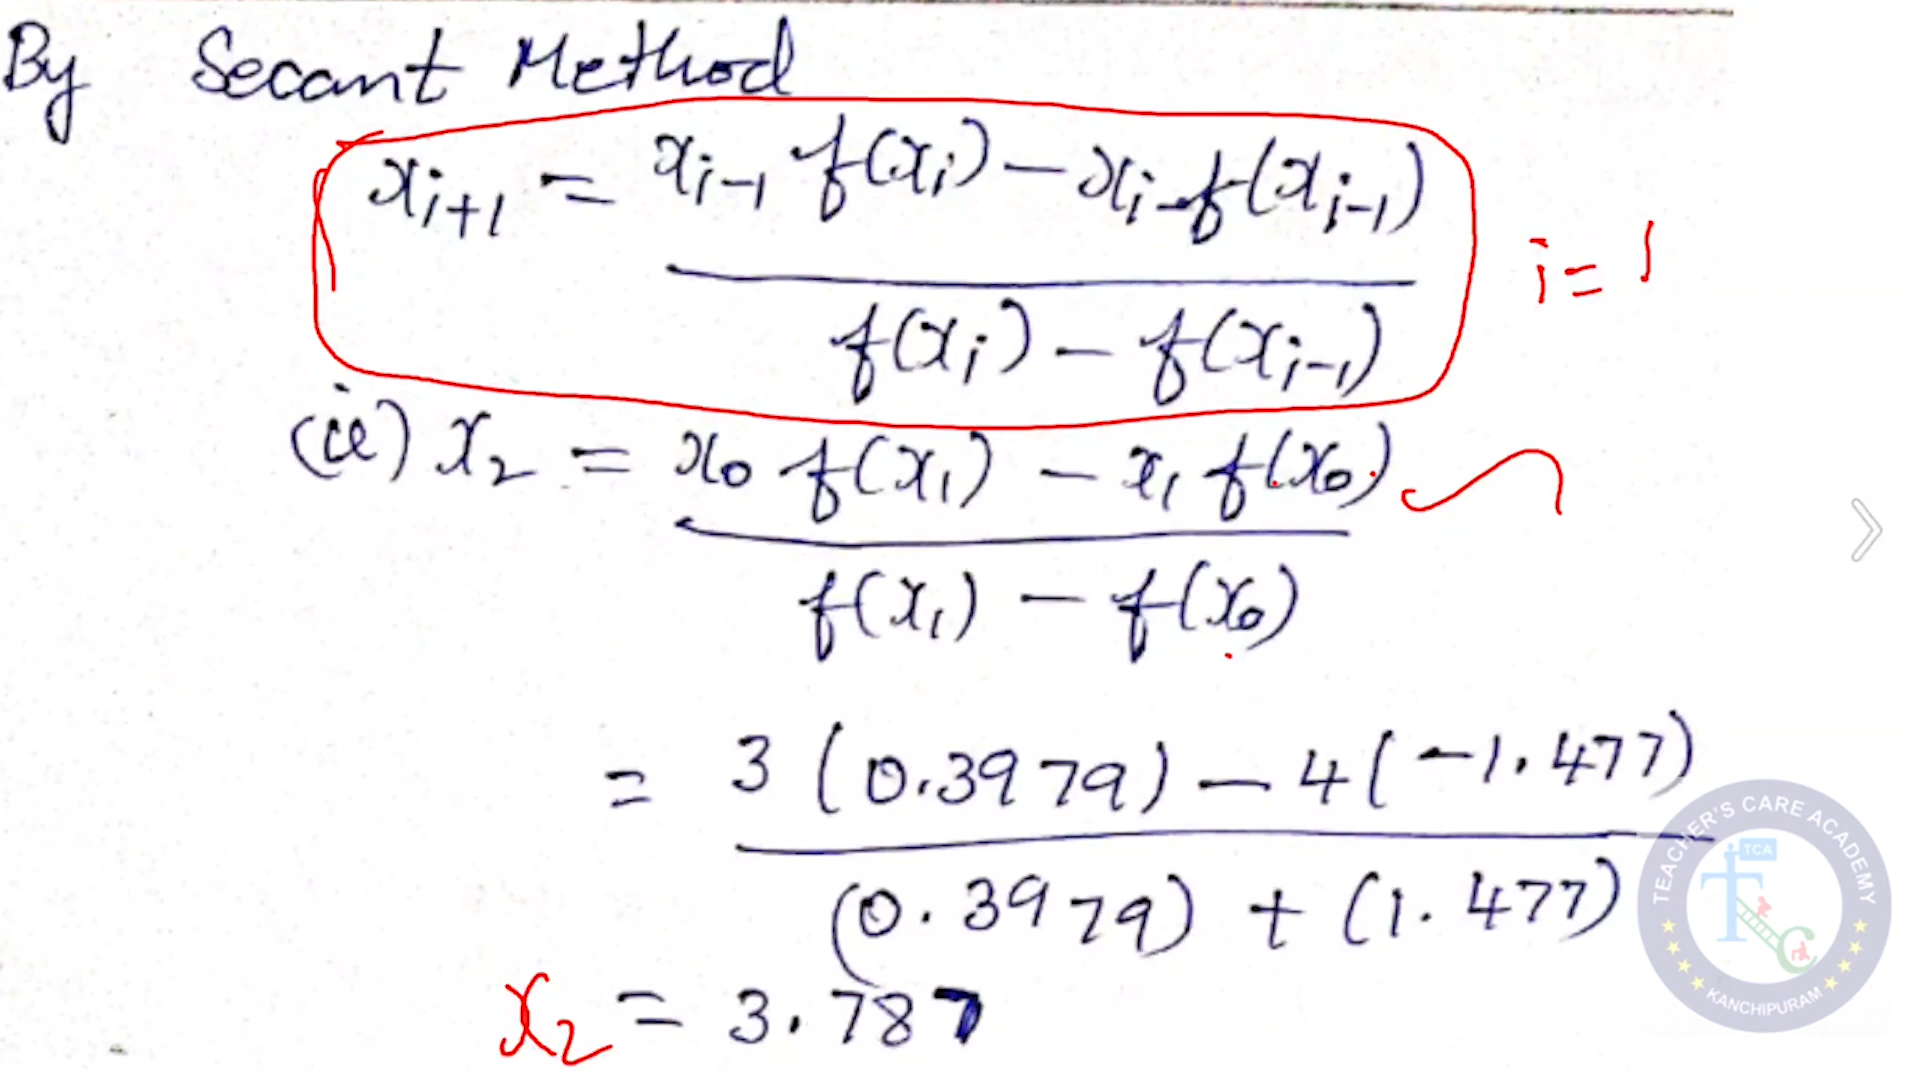 By Secant Method
xᵢ₊₁ = xᵢ₋₁ f(xᵢ) − xᵢ f(xᵢ₋₁)
f(xᵢ) − f(xᵢ₋₁)
i = 1
(ie) x₂ = x₀ f(x₁) − x₁ f(x₀)
f(x₁) − f(x₀)
= 3 (0.3979) − 4(−1.477)
(0.3979) + (1.477)
x₂ = 3.787
TEACHER'S CARE ACADEMY
TCA
KANCHIPURAM